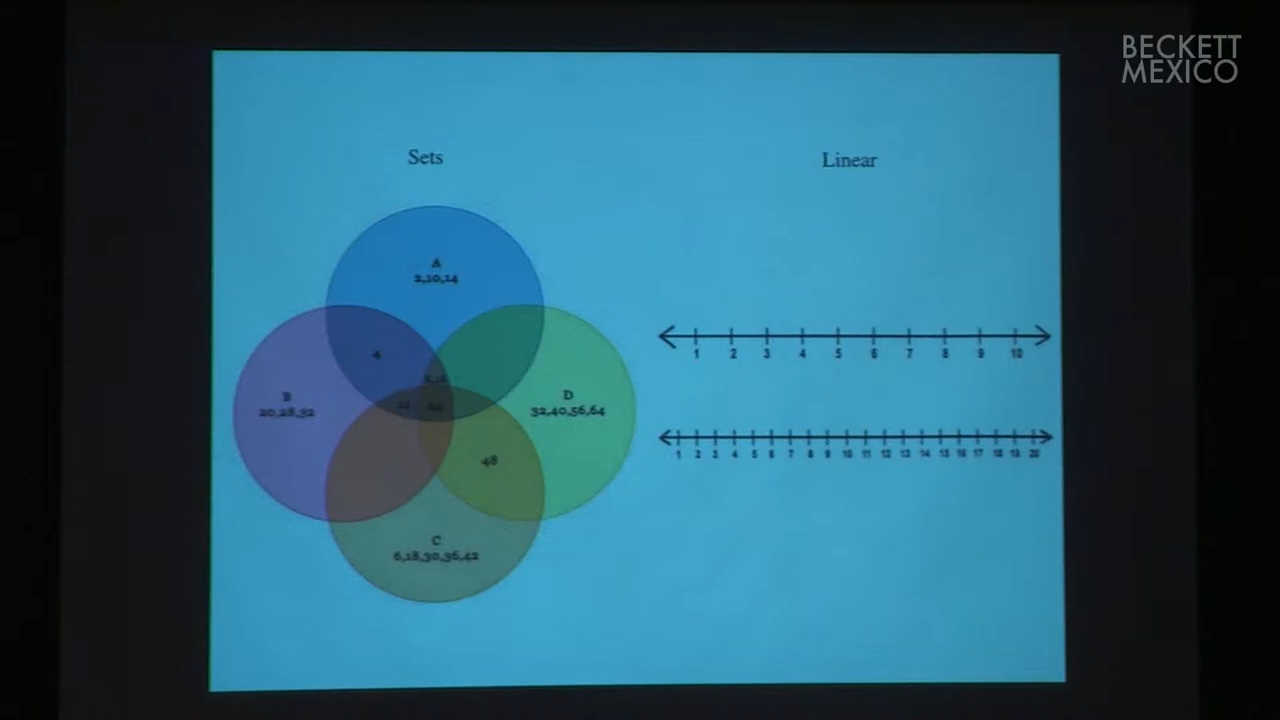 BECKETT
MEXICO
Sets
Linear
A
2,10,14
4
B
20,28,32
D
32,40,56,64
48
C
6,18,30,36,42
1 2 3 4 5 6 7 8 9 10
1 2 3 4 5 6 7 8 9 10 11 12 13 14 15 16 17 18 19 20